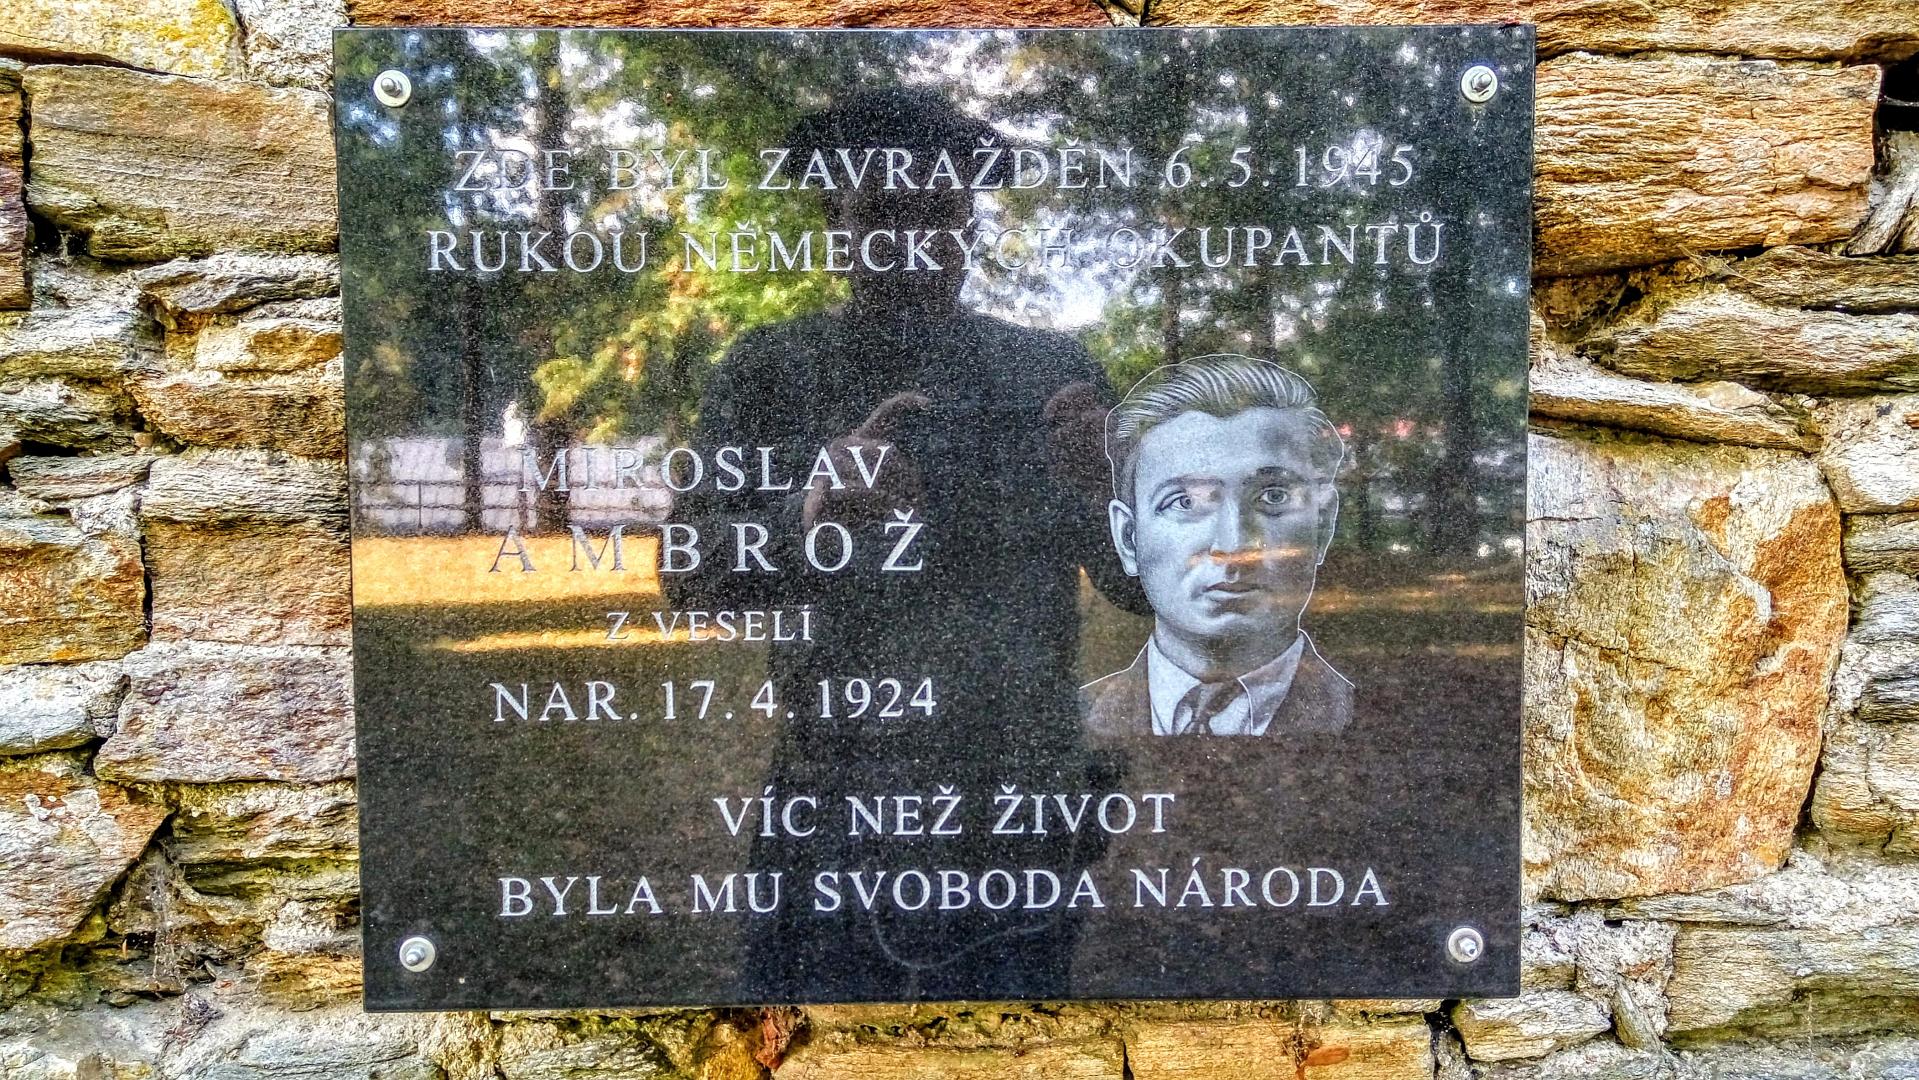 ZDE BYL ZAVRAŽDĚN 6. 5. 1945
RUKOU NĚMECKÝCH OKUPANTŮ
MIROSLAV
AMBROŽ
Z VESELÍ
NAR. 17. 4. 1924
VÍC NEŽ ŽIVOT
BYLA MU SVOBODA NÁRODA